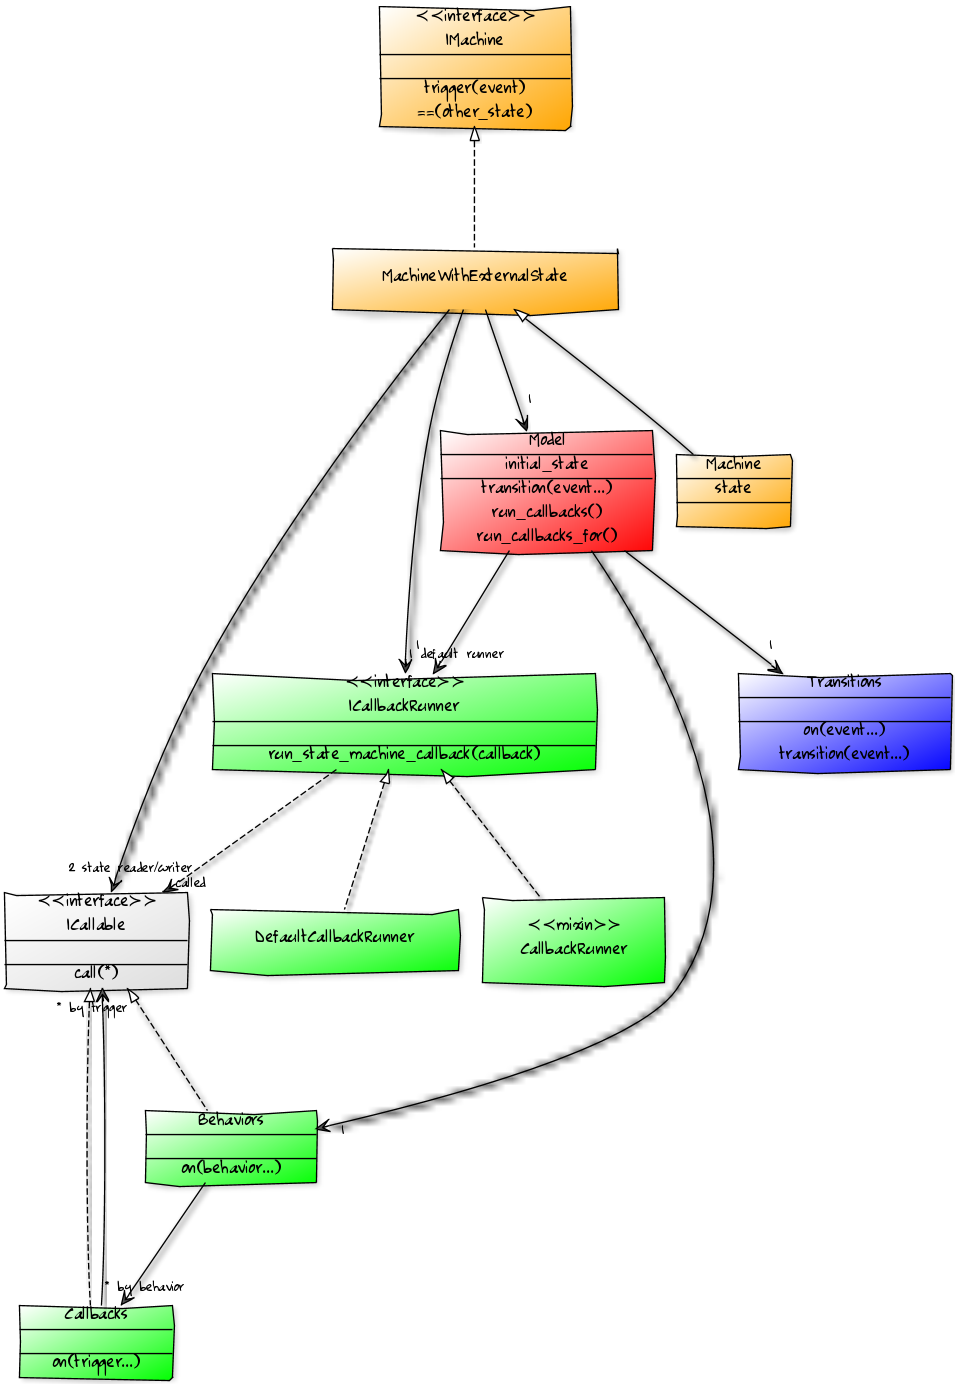 <<interface>>
IMachine
trigger(event)
==(other_state)
MachineWithExternalState
1
Model
initial_state
transition(event...)
run_callbacks()
run_callbacks_for()
Machine
state
1
1 default runner
1
<<interface>>
ICallbackRunner
run_state_machine_callback(callback)
Transitions
on(event...)
transition(event...)
2 state reader/writer
called
<<interface>>
ICallable
call(*)
DefaultCallbackRunner
<<mixin>>
CallbackRunner
* by trigger
Behaviors
on(behavior...)
1
* by behavior
Callbacks
on(trigger...)